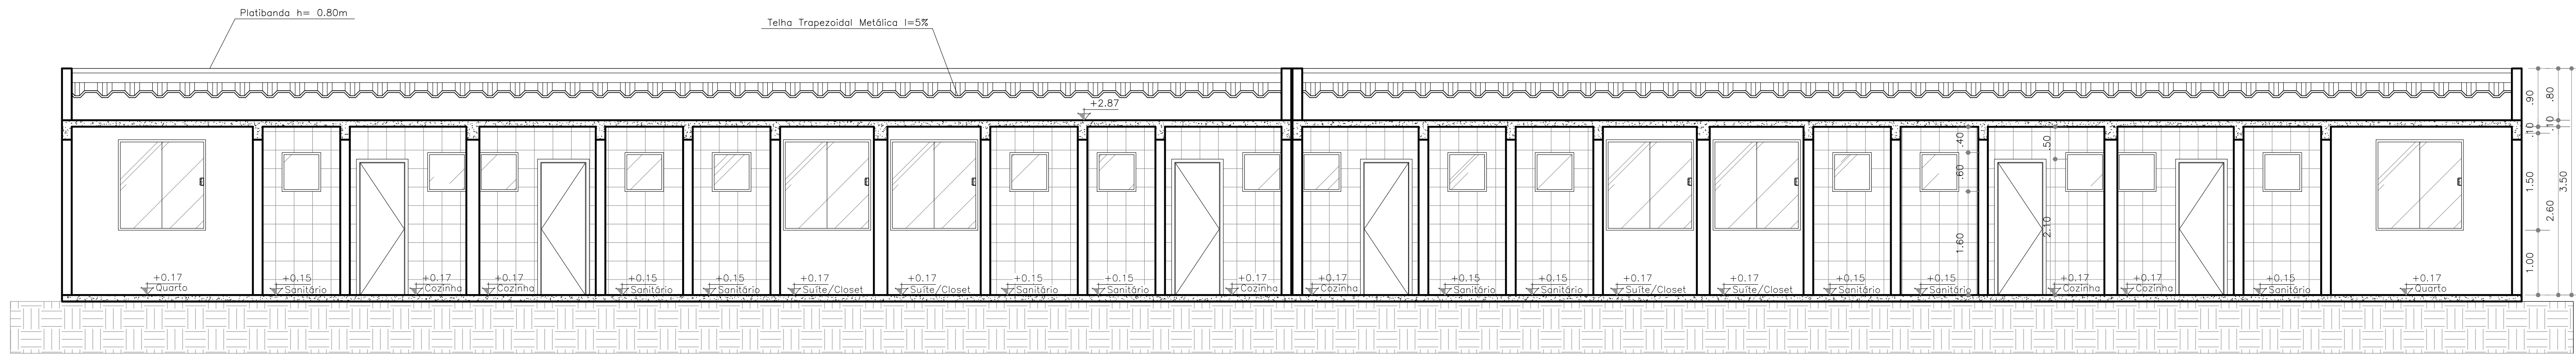 Platibanda h= 0.80m
Telha Trapezoidal Metálica I=5%
+2.87
.90
.80
.10
.10
.40
.50
.60
1.50
3.50
2.60
2.10
1.60
1.00
+0.17
Quarto
+0.15
Sanitário
+0.17
Cozinha
+0.17
Cozinha
+0.15
Sanitário
+0.15
Sanitário
+0.17
Suíte/Closet
+0.17
Suíte/Closet
+0.15
Sanitário
+0.15
Sanitário
+0.17
Cozinha
+0.17
Cozinha
+0.15
Sanitário
+0.15
Sanitário
+0.17
Suíte/Closet
+0.17
Suíte/Closet
+0.15
Sanitário
+0.15
Sanitário
+0.17
Cozinha
+0.17
Cozinha
+0.15
Sanitário
+0.17
Quarto